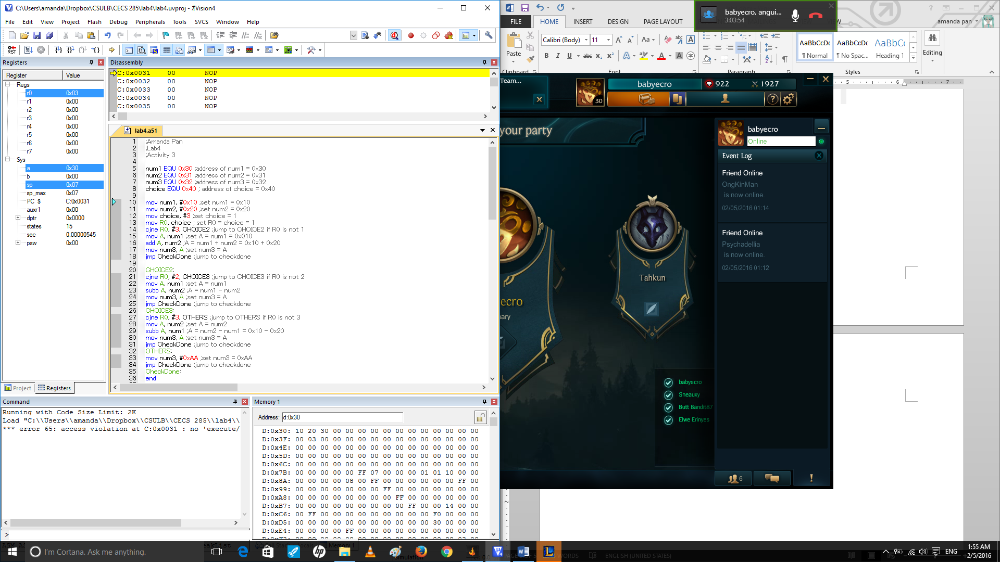 C:\Users\amanda\Dropbox\CSULB\CECS 285\lab4\lab4.uvproj - µVision4
File Edit View Project Flash Debug Peripherals Tools SVCS Window Help
Registers
Register Value
Regs
r0 0x03
r1 0x00
r2 0x00
r3 0x00
r4 0x00
r5 0x00
r6 0x00
r7 0x00
Sys
a 0x30
b 0x00
sp 0x07
sp_max 0x07
PC $ C:0x0031
auxr1 0x00
dptr 0x0000
states 15
sec 0.00000545
psw 0x00
Project Registers
Disassembly
C:0x0031 00 NOP
C:0x0032 00 NOP
C:0x0033 00 NOP
C:0x0034 00 NOP
C:0x0035 00 NOP
lab4.a51
1 ;Amanda Pan
2 ;Lab4
3 ;Activity 3
4
5 num1 EQU 0x30 ;address of num1 = 0x30
6 num2 EQU 0x31 ;address of num2 = 0x31
7 num3 EQU 0x32 ;address of num3 = 0x32
8 choice EQU 0x40 ; address of choice = 0x40
9
10 mov num1, #0x10 ;set num1 = 0x10
11 mov num2, #0x20 ;set num2 = 0x20
12 mov choice, #3 ;set choice = 1
13 mov R0, choice ; set R0 = choice = 1
14 cjne R0, #3, CHOICE2 ;jump to CHOICE2 if R0 is not 1
15 mov A, num1 ;set A = num1 = 0x010
16 add A, num2 ;A = num1 + num2 = 0x10 + 0x20
17 mov num3, A ;set num3 = A
18 jmp CheckDone ;jump to checkdone
19
20 CHOICE2:
21 cjne R0, #2, CHOICE3 ;jump to CHOICE3 if R0 is not 2
22 mov A, num1 ;set A = num1
23 subb A, num2 ;A = num1 - num2
24 mov num3, A ;set num3 = A
25 jmp CheckDone ;jump to checkdone
26 CHOICE3:
27 cjne R0, #3, OTHERS ;jump to OTHERS if R0 is not 3
28 mov A, num2 ;set A = num2
29 subb A, num1 ;A = num2 - num1 = 0x10 - 0x20
30 mov num3, A ;set num3 = A
31 jmp CheckDone ;jump to checkdone
32 OTHERS:
33 mov num3, #0xAA ;set num3 = 0xAA
34 jmp CheckDone ;jump to checkdone
35 CheckDone:
36 end
Command
Running with Code Size Limit: 2K
Load "C:\\Users\\amanda\\Dropbox\\CSULB\\CECS 285\\lab4\\
*** error 65: access violation at C:0x0031 : no 'execute/
>
Memory 1
Address: d:0x30
D:0x30: 10 20 30 00 00 00 00 00 00 00 00 00 00 00 00
D:0x3F: 00 03 00 00 00 00 00 00 00 00 00 00 00 00 00
D:0x4E: 00 00 00 00 00 00 00 00 00 00 00 00 00 00 00
D:0x5D: 00 00 00 00 00 00 00 00 00 00 00 00 00 00 00
D:0x6C: 00 00 00 00 00 00 00 00 00 00 00 00 00 00 00
D:0x7B: 00 00 00 00 00 FF 07 00 00 00 01 01 10 00 00
D:0x8A: 00 00 00 00 08 00 FF 00 00 00 00 00 00 FF 00
D:0x99: 00 00 00 00 00 00 00 FF 00 00 00 00 00 00 00
D:0xA8: 00 00 00 00 00 00 00 00 FF 00 00 00 00 00 00
D:0xB7: 00 00 00 00 00 00 00 00 00 FF 00 00 14 00 00
D:0xC6: 00 FF 00 00 00 00 00 00 00 00 00 F0 00 00 00
D:0xD5: 00 00 00 00 00 00 00 00 00 00 00 30 00 00 00
D:0xE4: 00 00 00 00 FF 00 00 00 00 00 00 00 00 00 00
babyecro, angui...
3:03:54
amanda pan
FILE HOME INSERT DESIGN PAGE LAYOUT
Paste
Calibri (Body) 11
Clipboard Font Paragraph Styles
AaBbCcDc AaBbCcDc AaBbC
¶ Normal ¶ No Spac... Heading 1
Editing
5 6 7
Team...
30
babyecro 922 1927
your party
babyecro
Online
Event Log
Friend Online
OngKinMan
is now online.
02/05/2016 01:14
Friend Online
Psychadellia
is now online.
02/05/2016 01:12
Tahkun
ecro
nary
babyecro
Sneauxy
Butt Bandit87
Elwe Erinyes
6
I'm Cortana. Ask me anything.
ENGLISH (UNITED STATES)
ENG
1:55 AM
2/5/2016